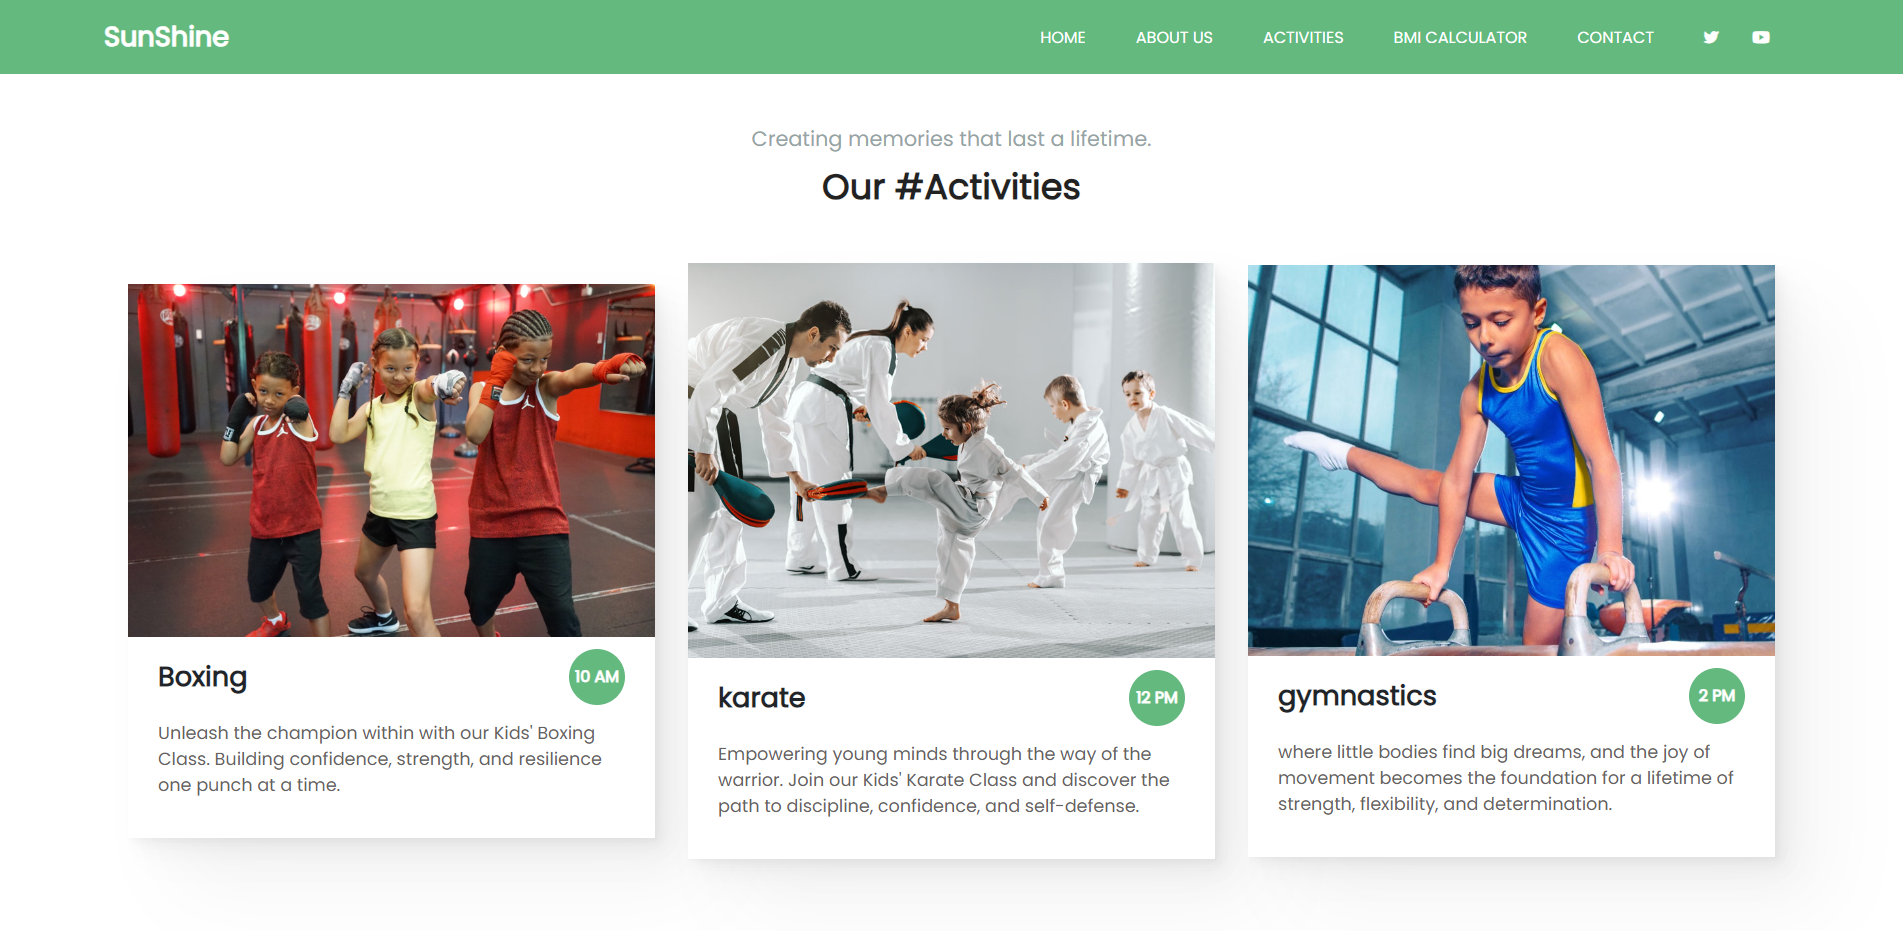 SunShine
HOME ABOUT US ACTIVITIES BMI CALCULATOR CONTACT
Creating memories that last a lifetime.
Our #Activities
Boxing
10 AM
Unleash the champion within with our Kids' Boxing
Class. Building confidence, strength, and resilience
one punch at a time.
karate
12 PM
Empowering young minds through the way of the
warrior. Join our Kids' Karate Class and discover the
path to discipline, confidence, and self-defense.
gymnastics
2 PM
where little bodies find big dreams, and the joy of
movement becomes the foundation for a lifetime of
strength, flexibility, and determination.